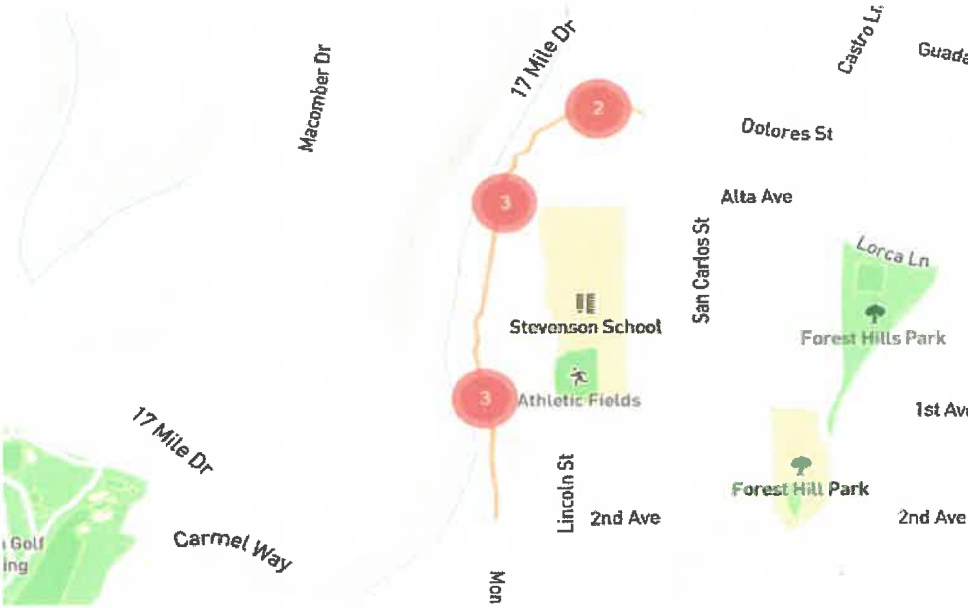 Castro Ln.
Guada
17 Mile Dr
Macomber Dr
2
Dolores St
Alta Ave
3
San Carlos St
Lorca Ln
Stevenson School
Forest Hills Park
3
Athletic Fields
1st Ave
17 Mile Dr
Forest Hill Park
Lincoln St
2nd Ave
2nd Ave
Carmel Way
Golf
ing
Mon